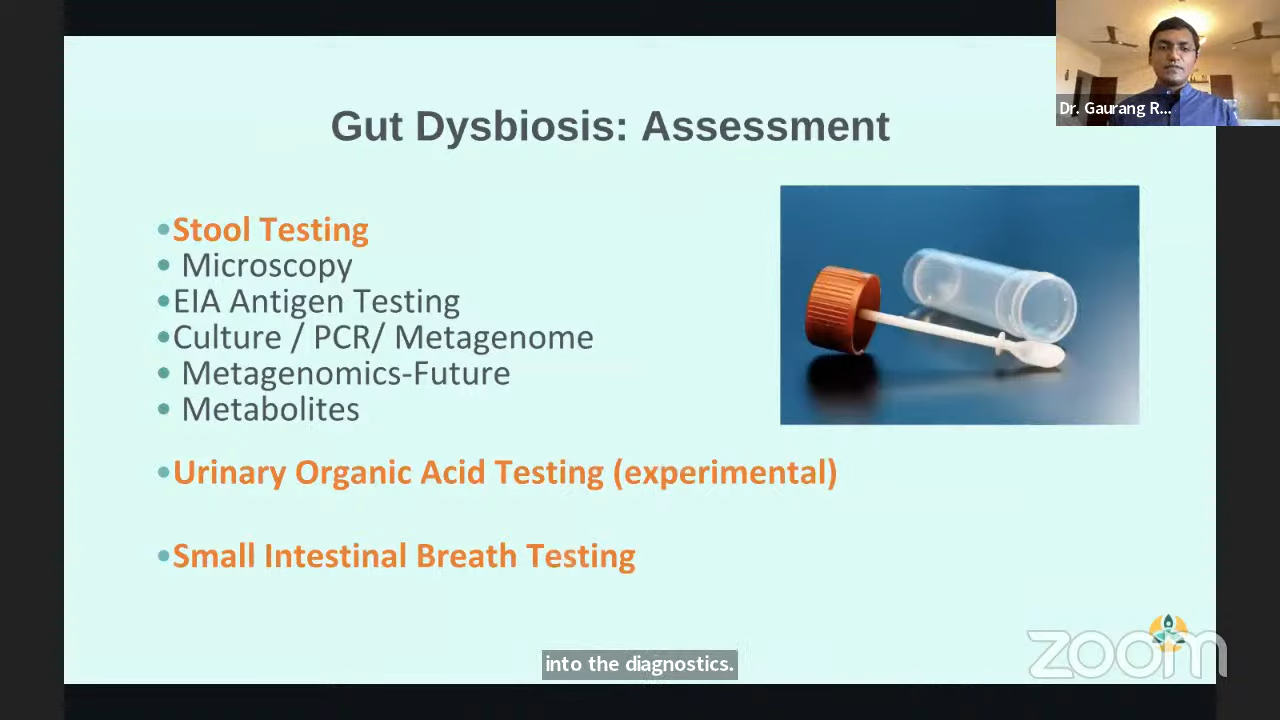 Dr. Gaurang R...
Gut Dysbiosis: Assessment
•Stool Testing
• Microscopy
•EIA Antigen Testing
•Culture / PCR/ Metagenome
• Metagenomics-Future
• Metabolites
•Urinary Organic Acid Testing (experimental)
•Small Intestinal Breath Testing
zoom
into the diagnostics.